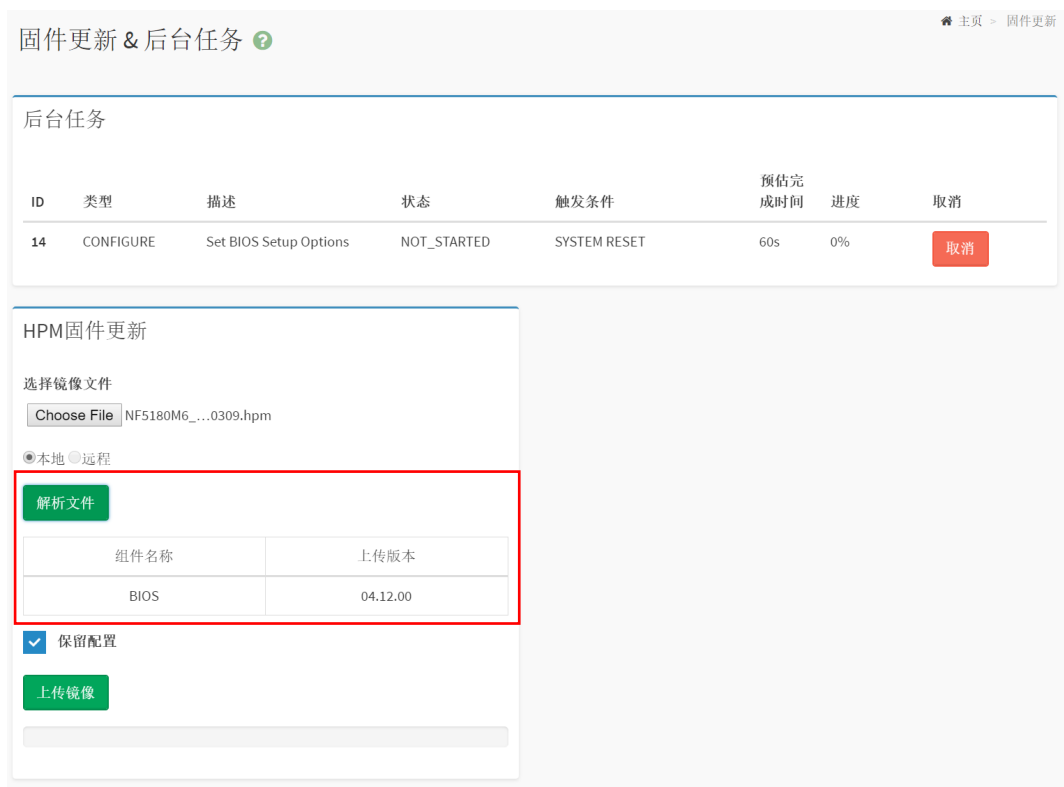 主页 > 固件更新
固件更新 & 后台任务 ?
后台任务
ID 类型 描述 状态 触发条件 预估完成时间 进度 取消
14 CONFIGURE Set BIOS Setup Options NOT_STARTED SYSTEM RESET 60s 0% 取消
HPM固件更新
选择镜像文件
Choose File NF5180M6_...0309.hpm
本地 远程
解析文件
组件名称 上传版本
BIOS 04.12.00
保留配置
上传镜像